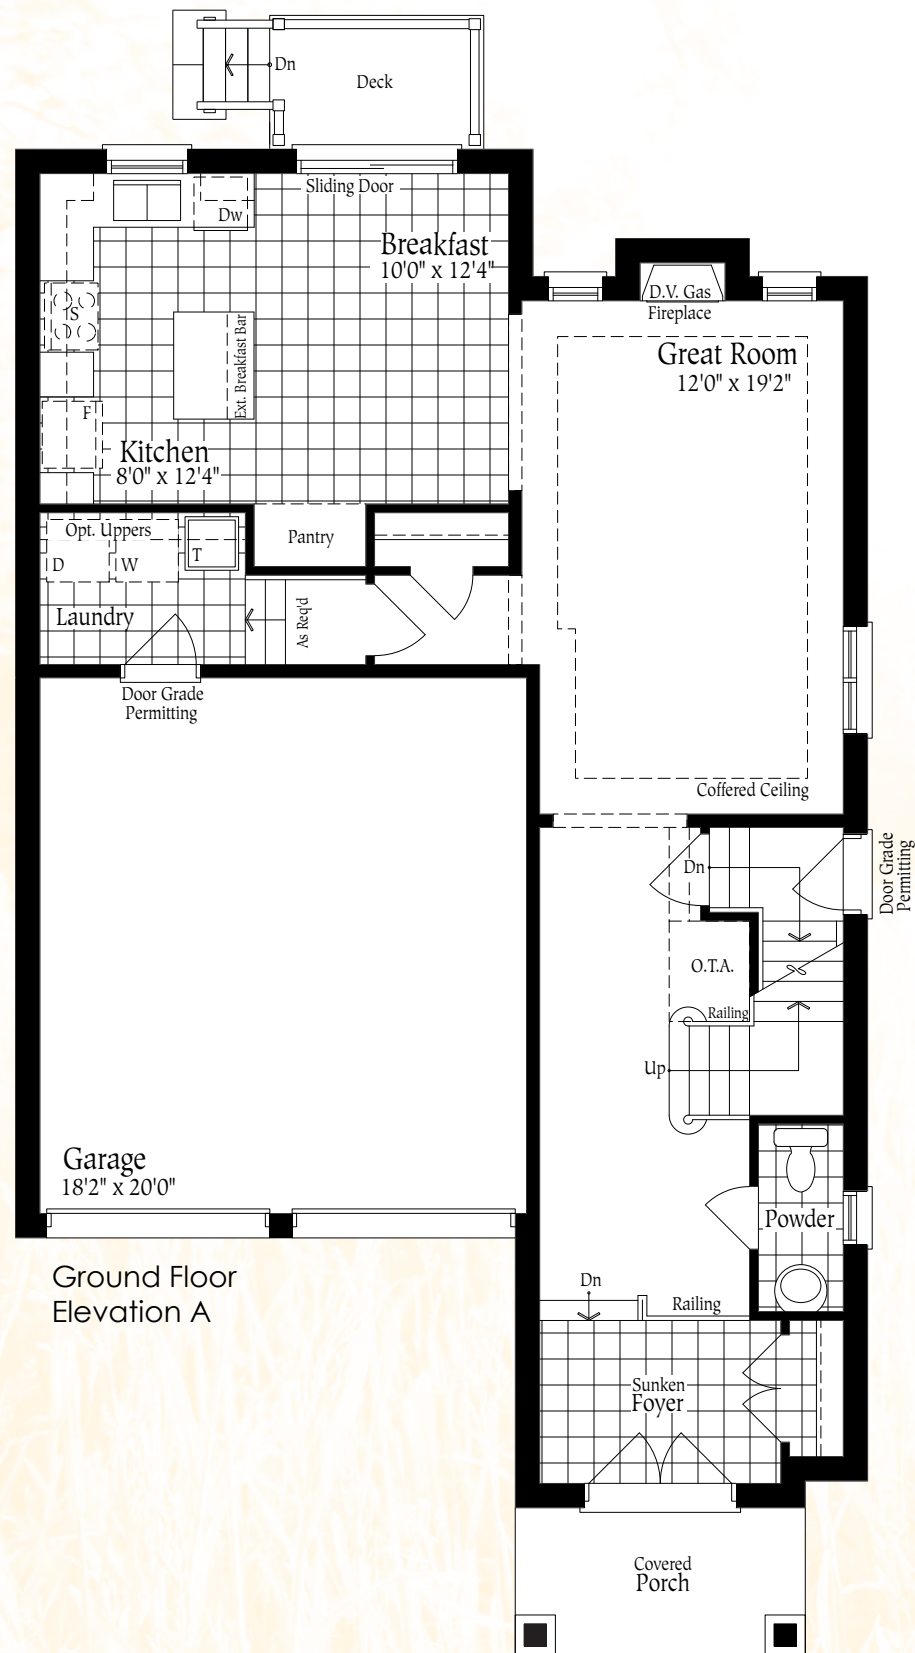 Dn
Deck
Sliding Door
Dw
Breakfast
10'0" x 12'4"
D.V. Gas
Fireplace
S
Great Room
12'0" x 19'2"
Ext. Breakfast Bar
F
Kitchen
8'0" x 12'4"
Opt. Uppers
Pantry
D
W
T
Laundry
As Req'd
Door Grade
Permitting
Coffered Ceiling
Door Grade
Permitting
Dn
O.T.A.
Railing
Up
Garage
18'2" x 20'0"
Powder
Ground Floor
Elevation A
Dn
Railing
Sunken
Foyer
Covered
Porch